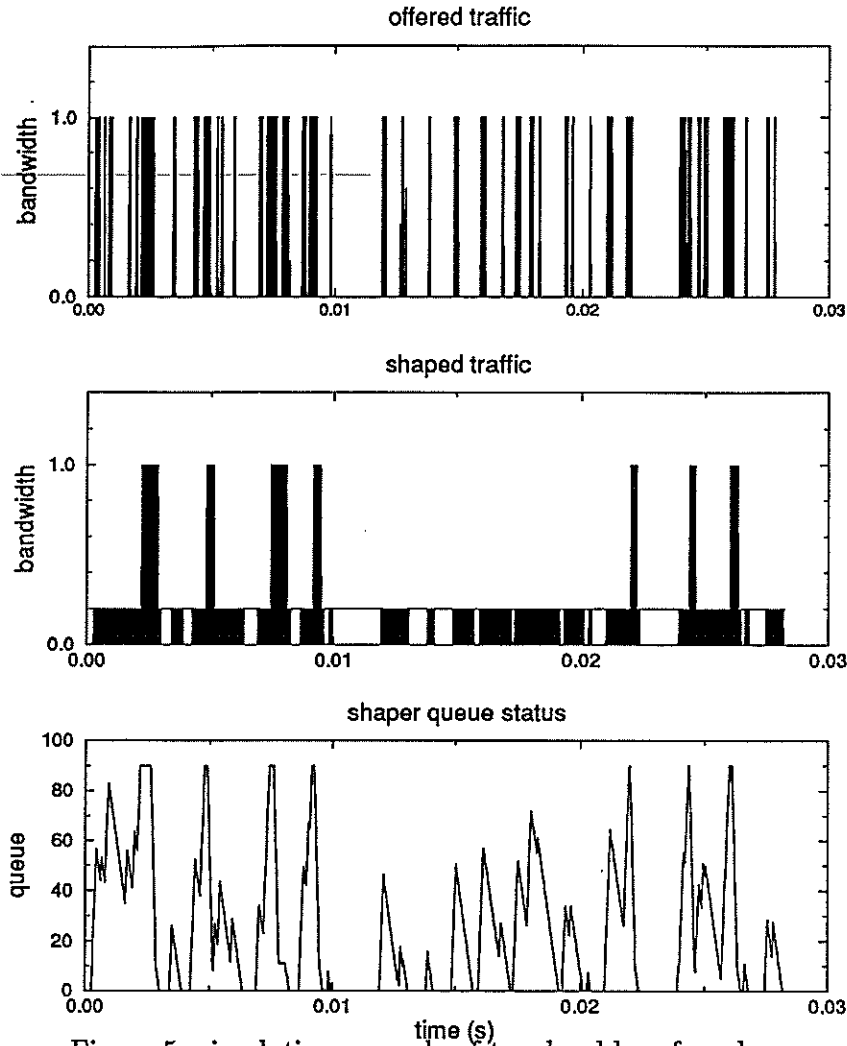 offered traffic
1.0
bandwidth
0.0
0.00 0.01 0.02 0.03
shaped traffic
1.0
bandwidth
0.0
0.00 0.01 0.02 0.03
shaper queue status
100
80
60
queue
40
20
0
0.00 0.01 0.02 0.03
time (s)